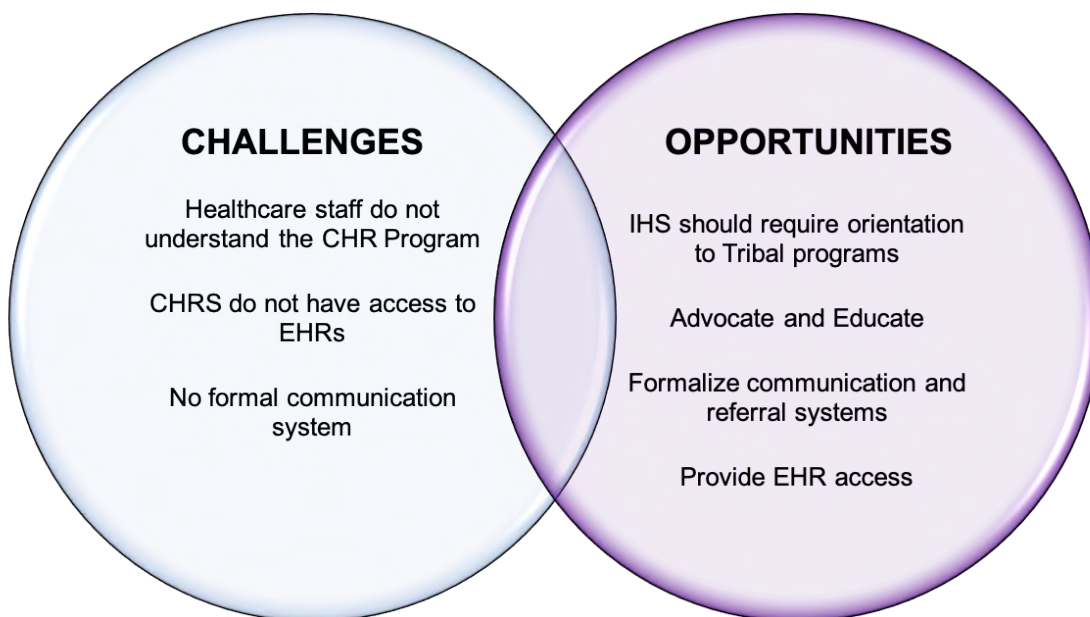 CHALLENGES
Healthcare staff do not
understand the CHR Program
CHRS do not have access to
EHRs
No formal communication
system
OPPORTUNITIES
IHS should require orientation
to Tribal programs
Advocate and Educate
Formalize communication and
referral systems
Provide EHR access